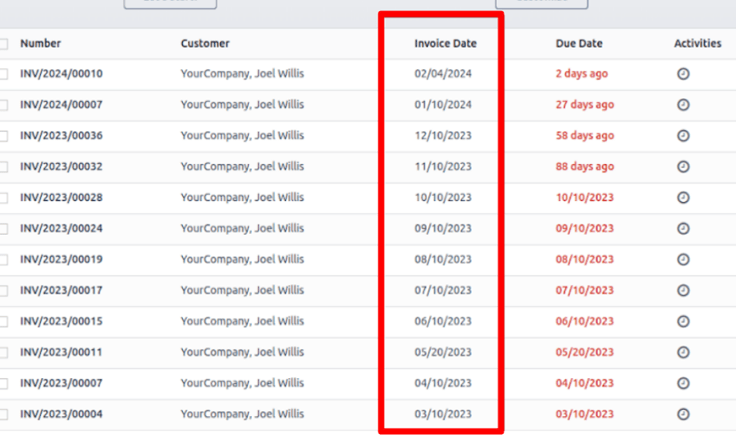 Number Customer Invoice Date Due Date Activities
INV/2024/00010 YourCompany, Joel Willis 02/04/2024 2 days ago
INV/2024/00007 YourCompany, Joel Willis 01/10/2024 27 days ago
INV/2023/00036 YourCompany, Joel Willis 12/10/2023 58 days ago
INV/2023/00032 YourCompany, Joel Willis 11/10/2023 88 days ago
INV/2023/00028 YourCompany, Joel Willis 10/10/2023 10/10/2023
INV/2023/00024 YourCompany, Joel Willis 09/10/2023 09/10/2023
INV/2023/00019 YourCompany, Joel Willis 08/10/2023 08/10/2023
INV/2023/00017 YourCompany, Joel Willis 07/10/2023 07/10/2023
INV/2023/00015 YourCompany, Joel Willis 06/10/2023 06/10/2023
INV/2023/00011 YourCompany, Joel Willis 05/20/2023 05/20/2023
INV/2023/00007 YourCompany, Joel Willis 04/10/2023 04/10/2023
INV/2023/00004 YourCompany, Joel Willis 03/10/2023 03/10/2023